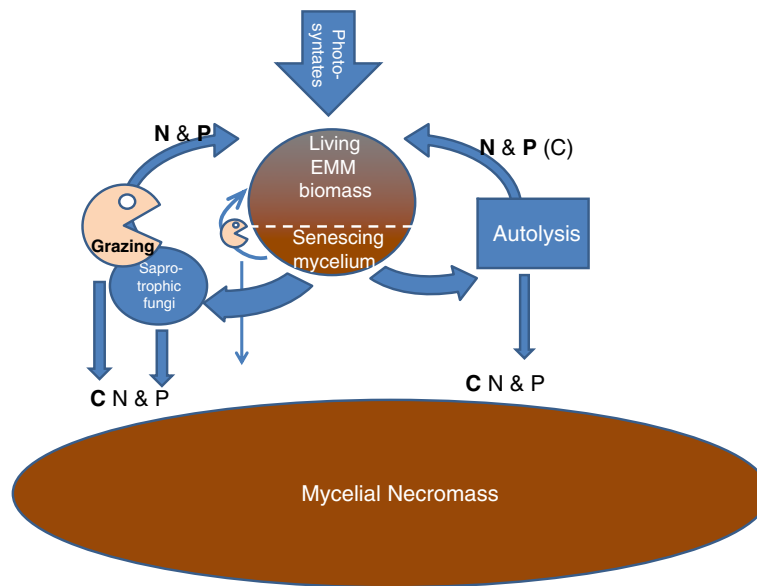 Photo-
syntates
N & P
Living
EMM
biomass
N & P (C)
Grazing
Senescing
mycelium
Autolysis
Sapro-
trophic
fungi
C N & P
C N & P
Mycelial Necromass